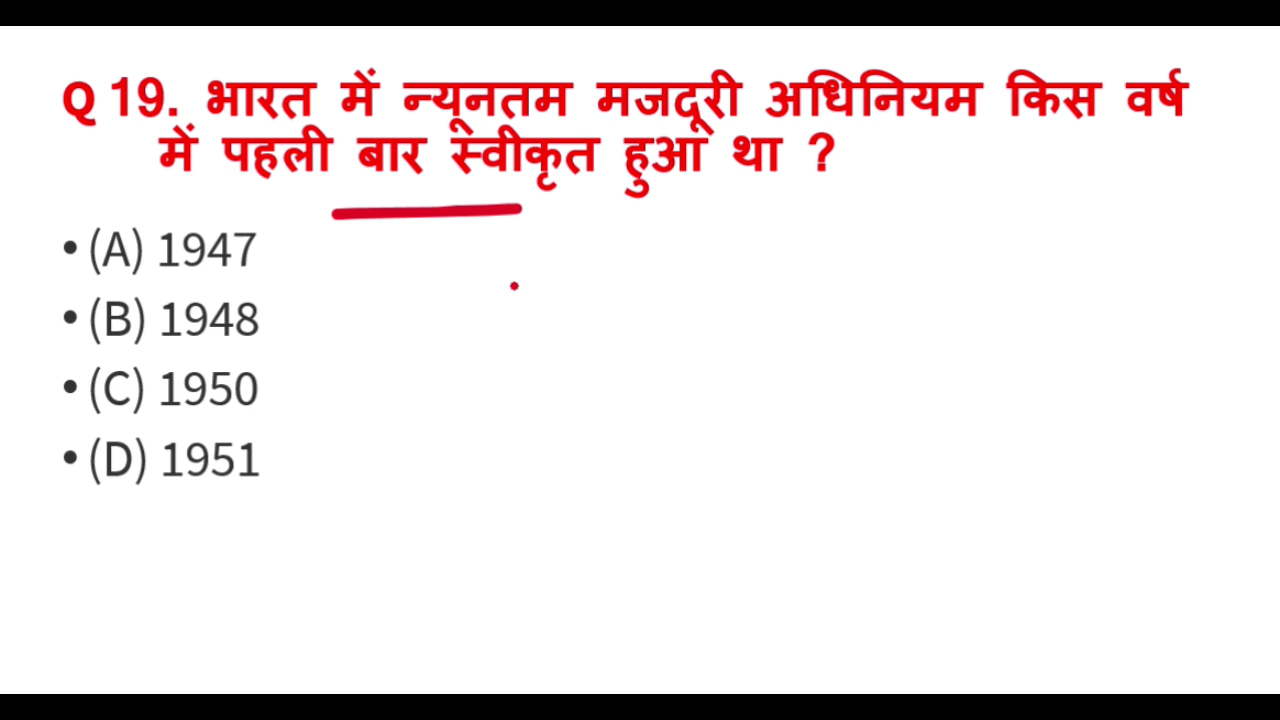 Q 19. भारत में न्यूनतम मजदूरी अधिनियम किस वर्ष
में पहली बार स्वीकृत हुआ था ?
• (A) 1947
• (B) 1948
• (C) 1950
• (D) 1951